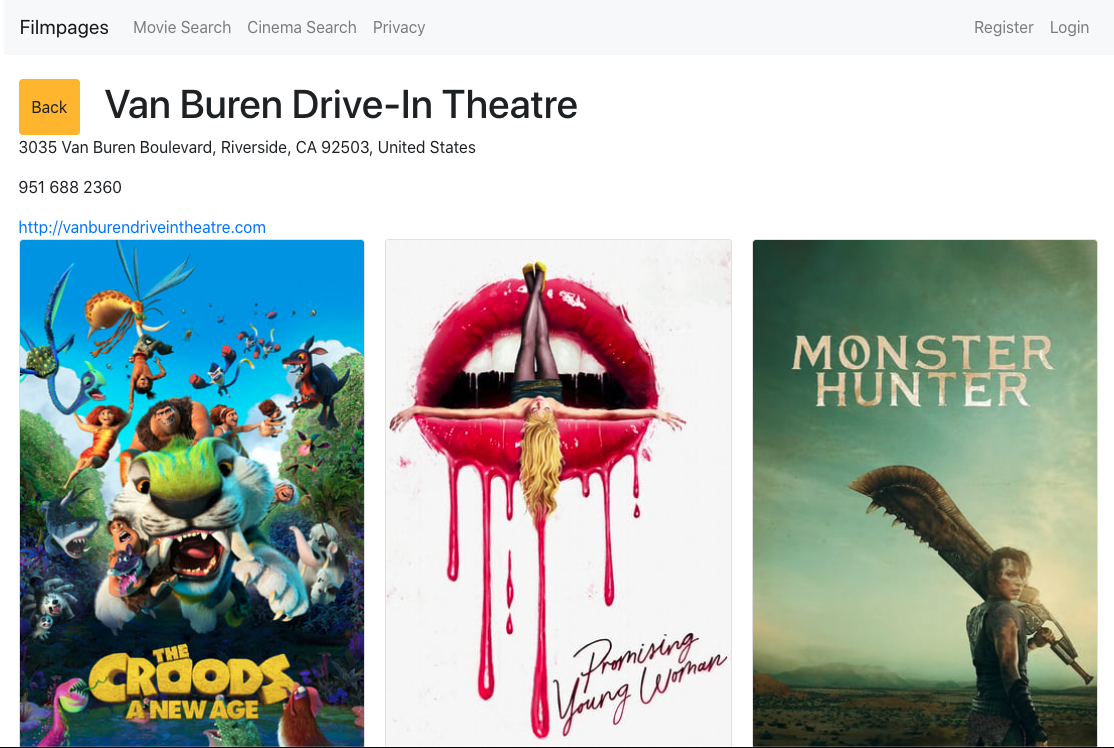 Filmpages Movie Search Cinema Search Privacy Register Login
Back Van Buren Drive-In Theatre
3035 Van Buren Boulevard, Riverside, CA 92503, United States
951 688 2360
http://vanburendriveintheatre.com
MONSTER
HUNTER
Promising
Young Woman
THE
CROODS
A NEW AGE